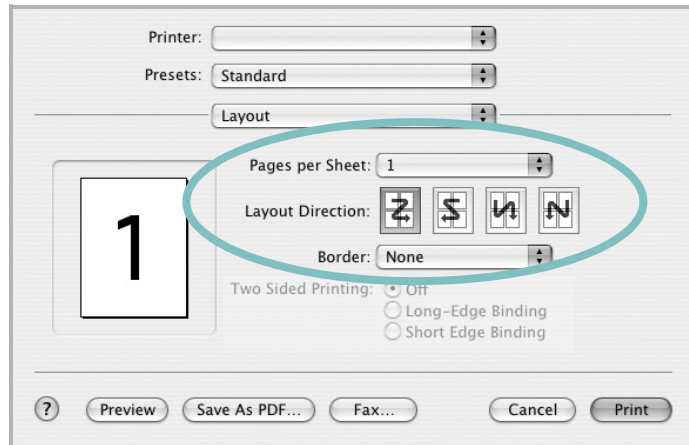 Printer:
Presets: Standard
Layout
Pages per Sheet: 1
Layout Direction:
1
Border: None
Two Sided Printing: Off
Long-Edge Binding
Short Edge Binding
? Preview Save As PDF... Fax... Cancel Print